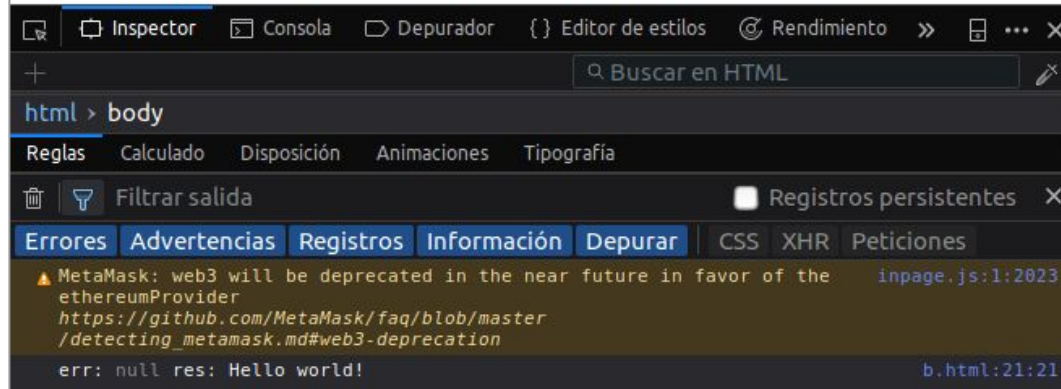 Inspector Consola Depurador { } Editor de estilos Rendimiento »
Buscar en HTML
html > body
Reglas Calculado Disposición Animaciones Tipografía
Filtrar salida Registros persistentes
Errores Advertencias Registros Información Depurar CSS XHR Peticiones
MetaMask: web3 will be deprecated in the near future in favor of the inpage.js:1:2023
ethereumProvider
https://github.com/MetaMask/faq/blob/master
/detecting_metamask.md#web3-deprecation
err: null res: Hello world! b.html:21:21